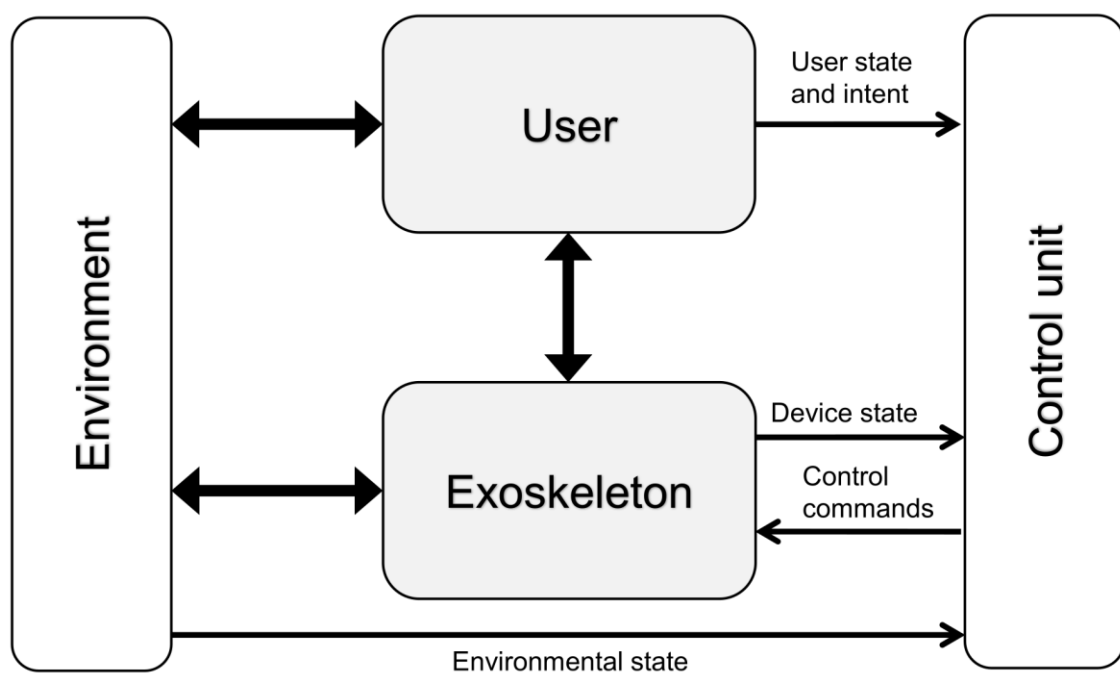 Environment
User
User state
and intent
Control unit
Exoskeleton
Device state
Control
commands
Environmental state